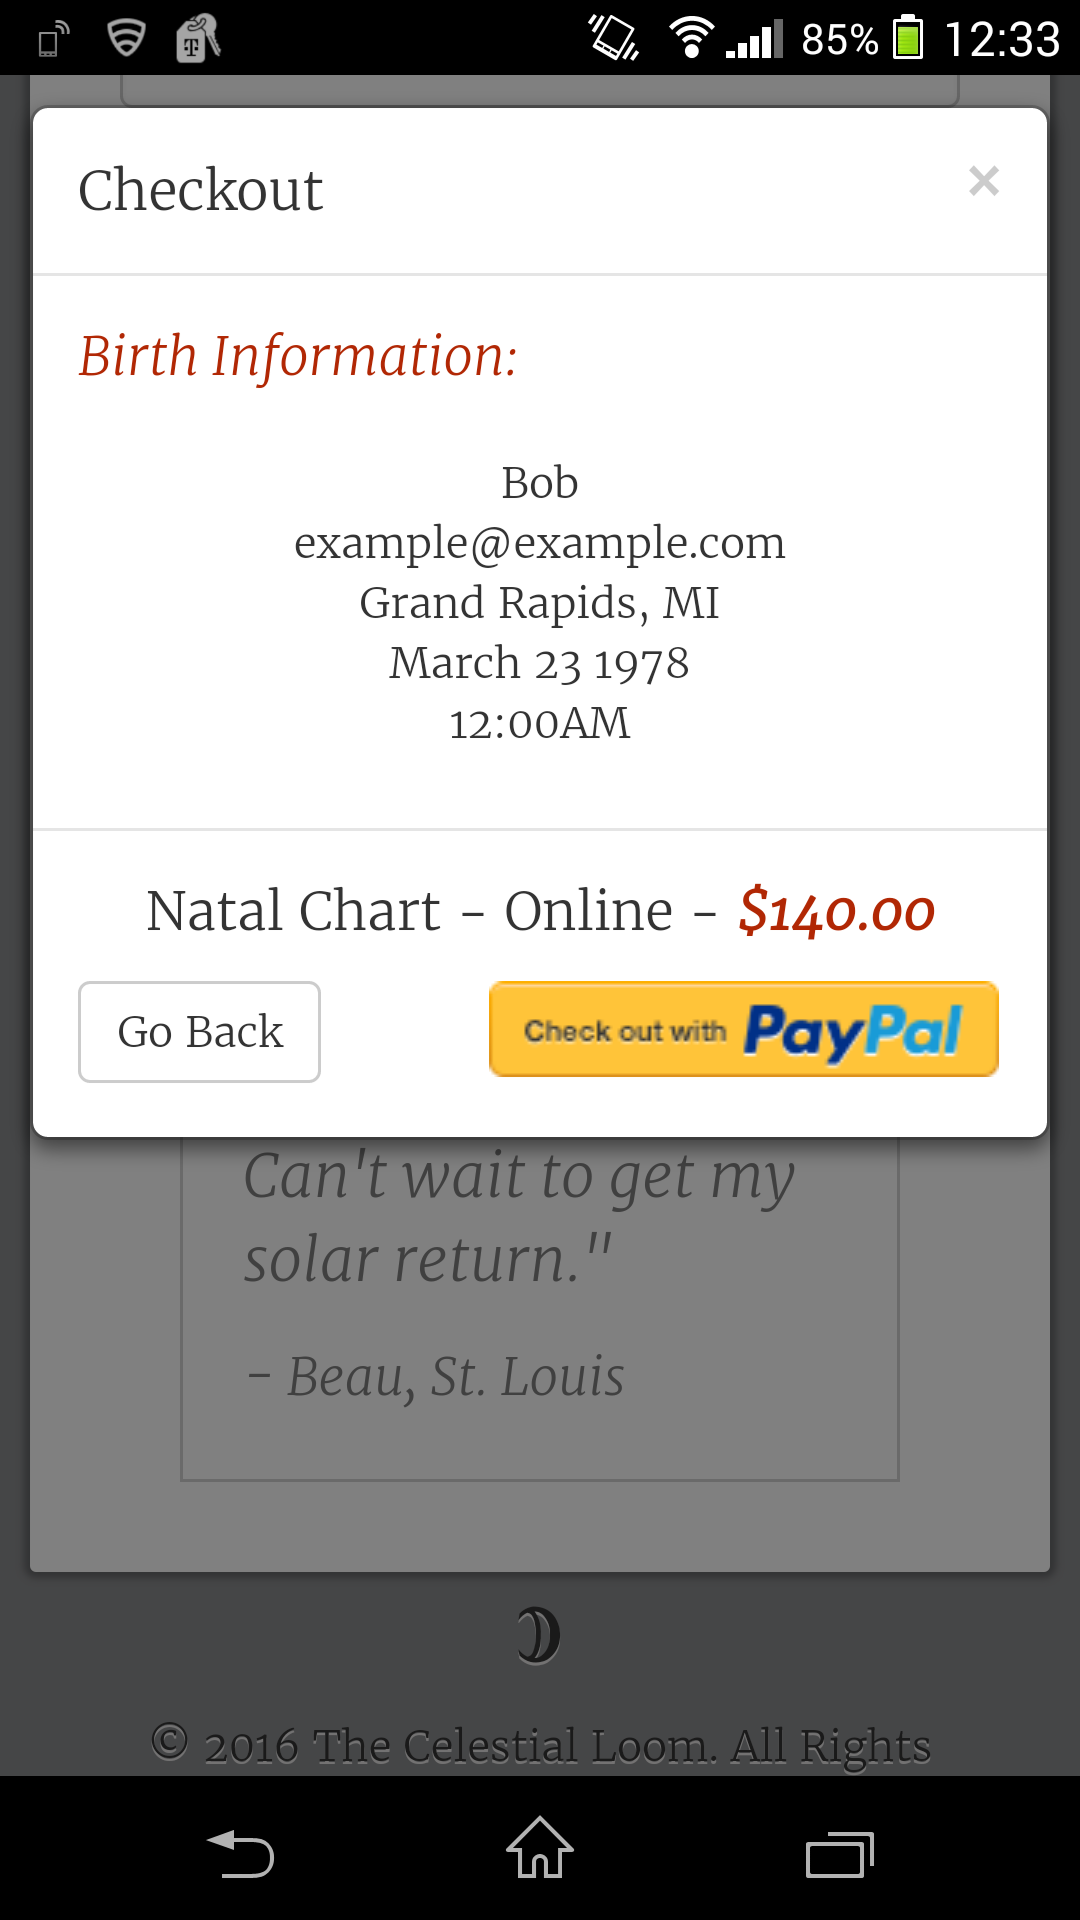 85% 12:33
Checkout ×
Birth Information:
Bob
example@example.com
Grand Rapids, MI
March 23 1978
12:00AM
Natal Chart - Online - $140.00
Go Back
Check out with PayPal
Can't wait to get my
solar return."
- Beau, St. Louis
© 2016 The Celestial Loom. All Rights